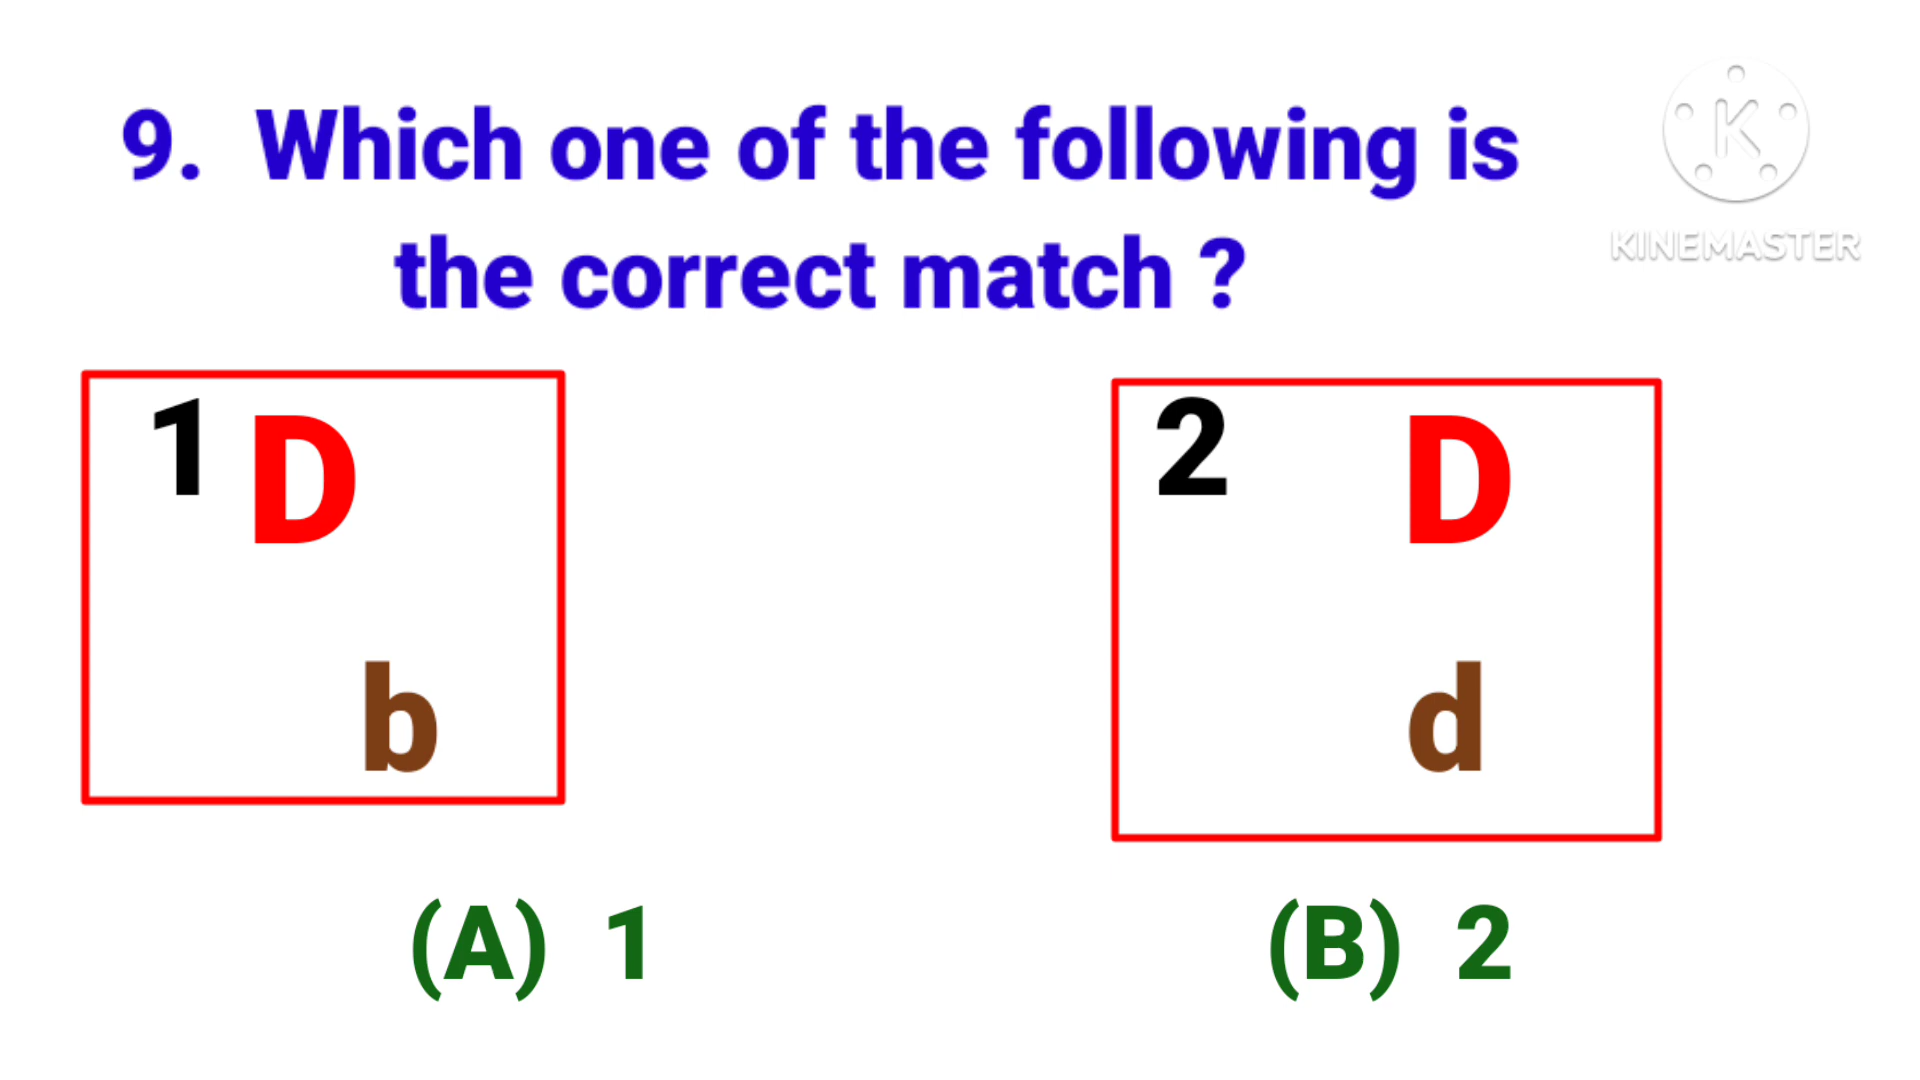 9. Which one of the following is
the correct match ?
KINEMASTER
1 D
b
2 D
d
(A) 1
(B) 2